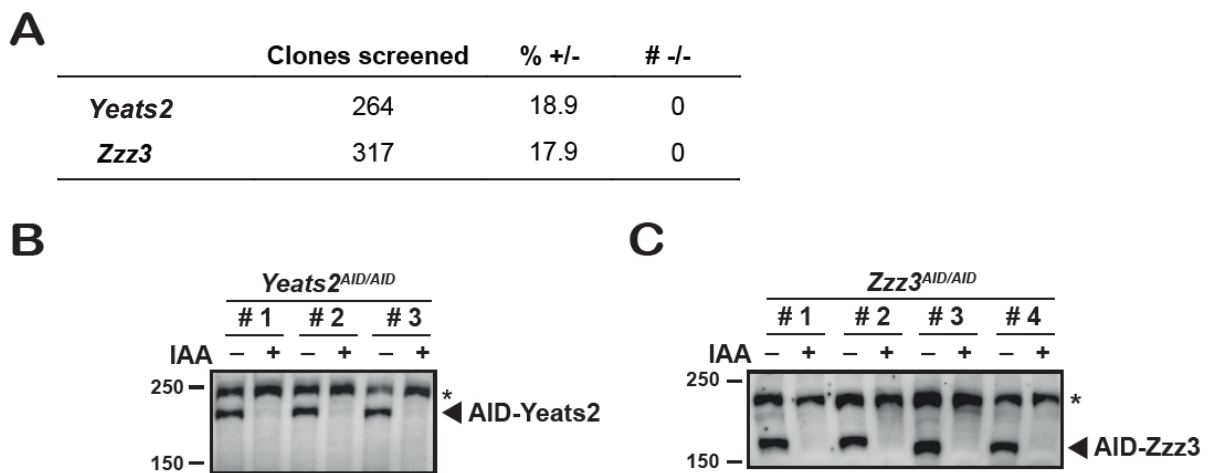 A
Clones screened % +/- # -/-
Yeats2 264 18.9 0
Zzz3 317 17.9 0
B
Yeats2AID/AID
# 1 # 2 # 3
IAA – + – + – +
250
*
AID-Yeats2
150
C
Zzz3AID/AID
# 1 # 2 # 3 # 4
IAA – + – + – + – +
250
*
AID-Zzz3
150